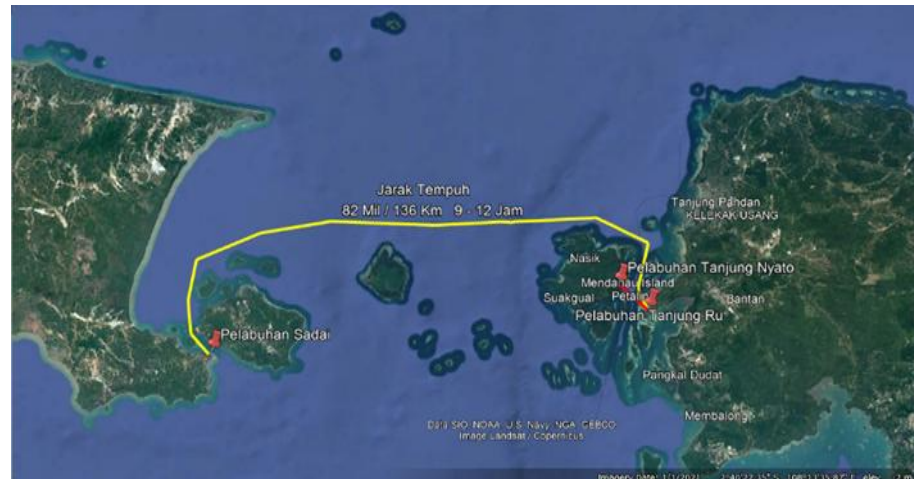 Jarak Tempuh
82 Mil / 136 Km 9 - 12 Jam
Tanjung Pandan
KELEKAK USANG
Nasik
Pelabuhan Tanjung Nyato
Mendanau Island
Suakgual
Petaling
Bantan
Pelabuhan Tanjung Ru
Pelabuhan Sadai
Pangkal Dudat
Membalong
Data SIO, NOAA, U.S. Navy, NGA, GEBCO
Image Landsat / Copernicus